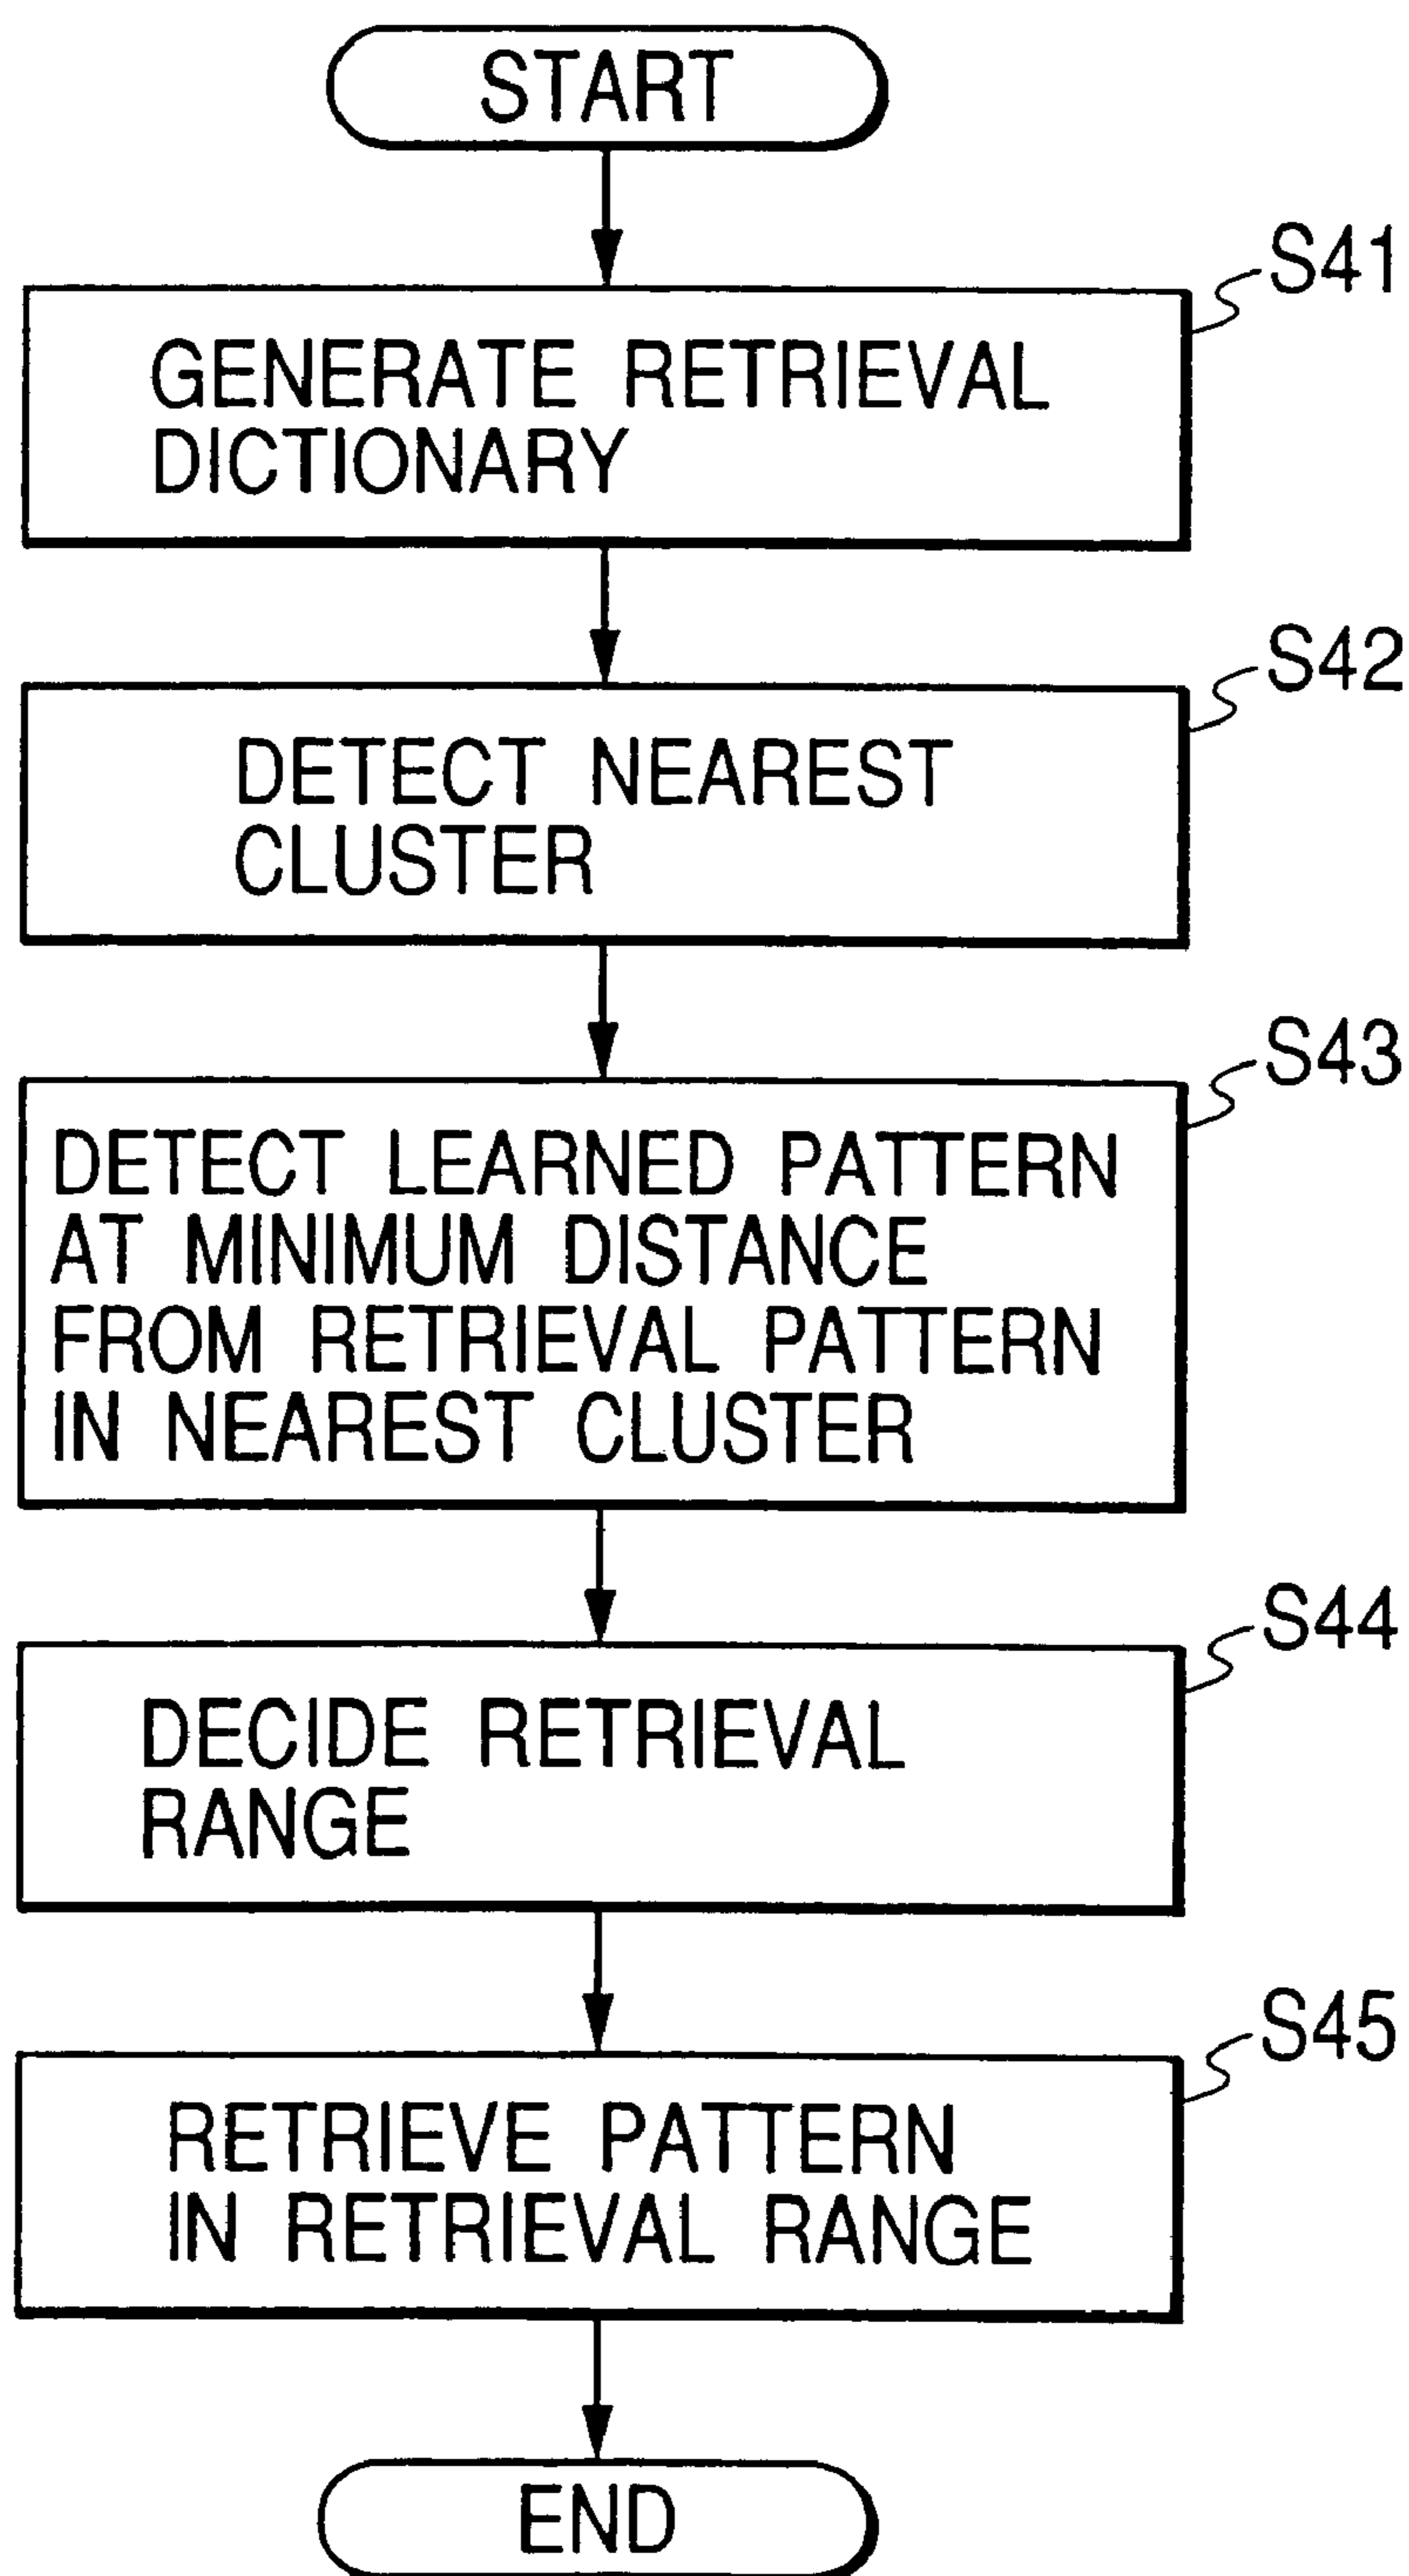 START
S41
GENERATE RETRIEVAL
DICTIONARY
S42
DETECT NEAREST
CLUSTER
S43
DETECT LEARNED PATTERN
AT MINIMUM DISTANCE
FROM RETRIEVAL PATTERN
IN NEAREST CLUSTER
S44
DECIDE RETRIEVAL
RANGE
S45
RETRIEVE PATTERN
IN RETRIEVAL RANGE
END